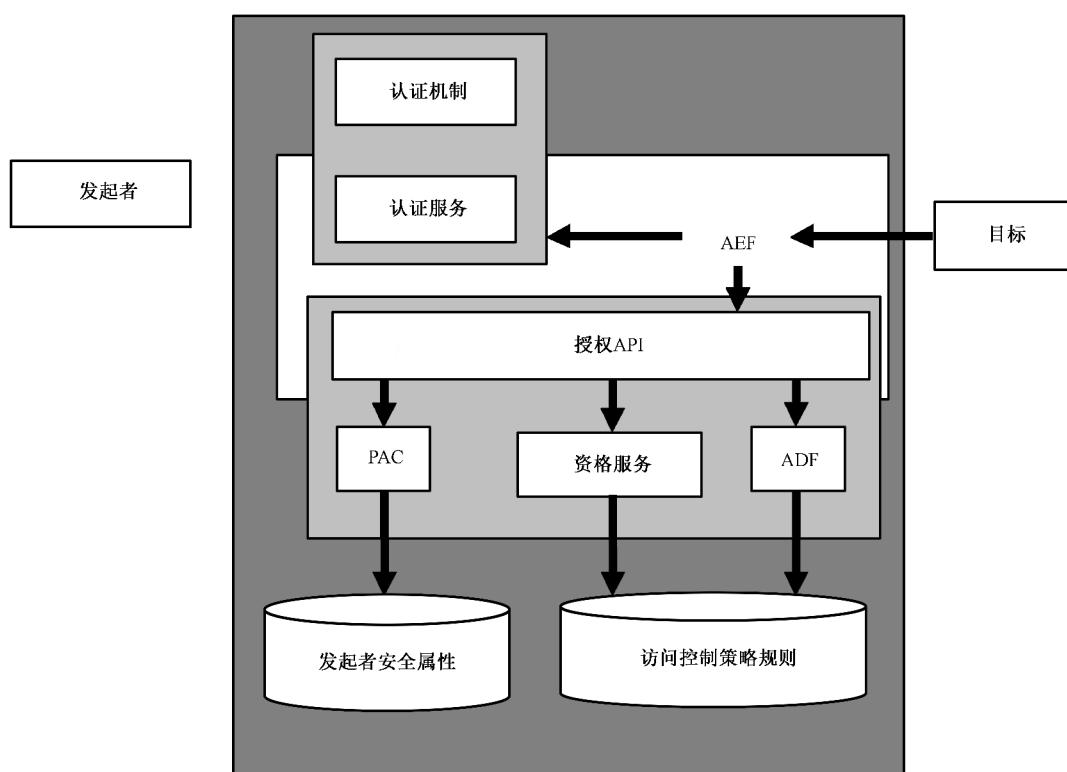 认证机制
发起者
认证服务
AEF
目标
授权API
PAC
资格服务
ADF
发起者安全属性
访问控制策略规则